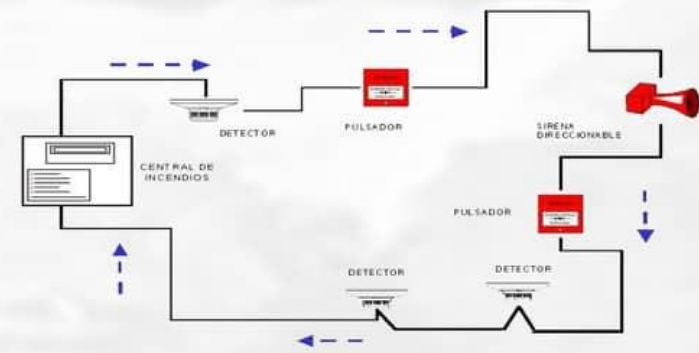 CENTRAL DE
INCENDIOS
DETECTOR
PULSADOR
SIRENA
DIRECCIONABLE
PULSADOR
DETECTOR
DETECTOR